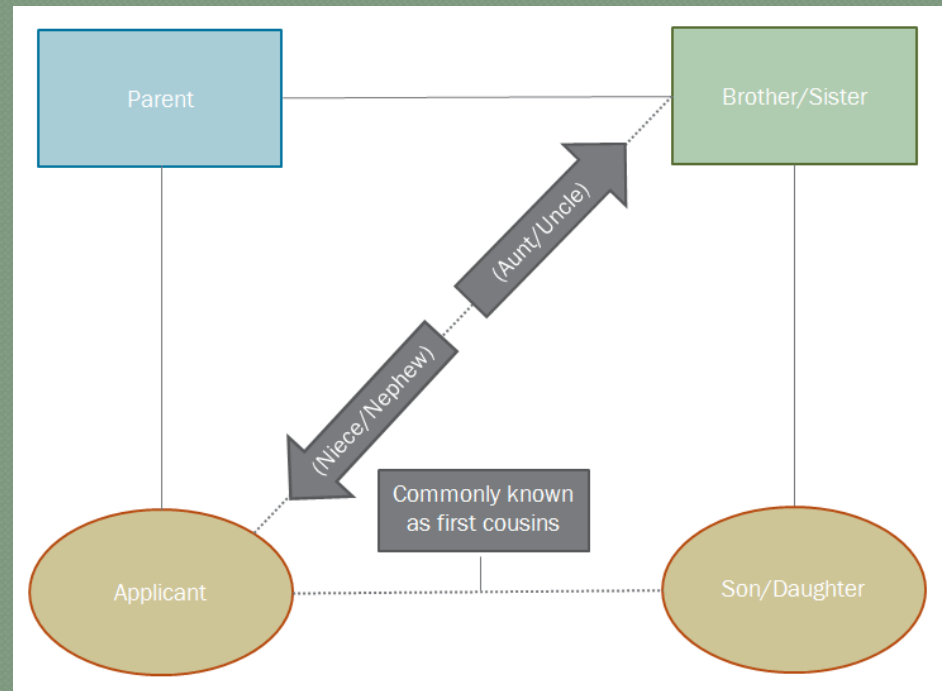 Parent
Brother/Sister
(Aunt/Uncle)
(Niece/Nephew)
Commonly known
as first cousins
Applicant
Son/Daughter